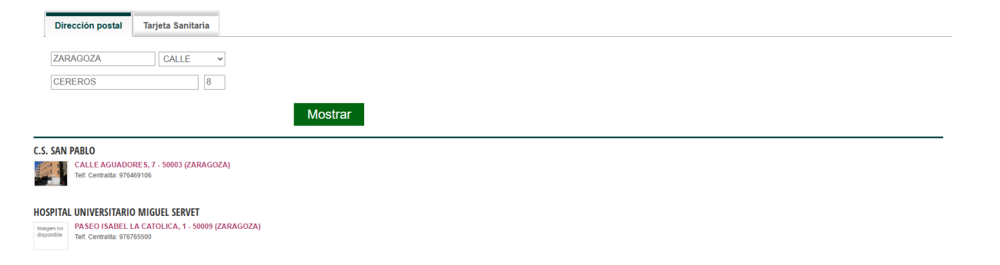 Dirección postal Tarjeta Sanitaria
ZARAGOZA CALLE
CEREROS 8
Mostrar
C.S. SAN PABLO
CALLE AGUADORES, 7 - 50003 (ZARAGOZA)
Telf. Centralita: 976469106
HOSPITAL UNIVERSITARIO MIGUEL SERVET
Imagen no
disponible
PASEO ISABEL LA CATOLICA, 1 - 50009 (ZARAGOZA)
Telf. Centralita: 976765500